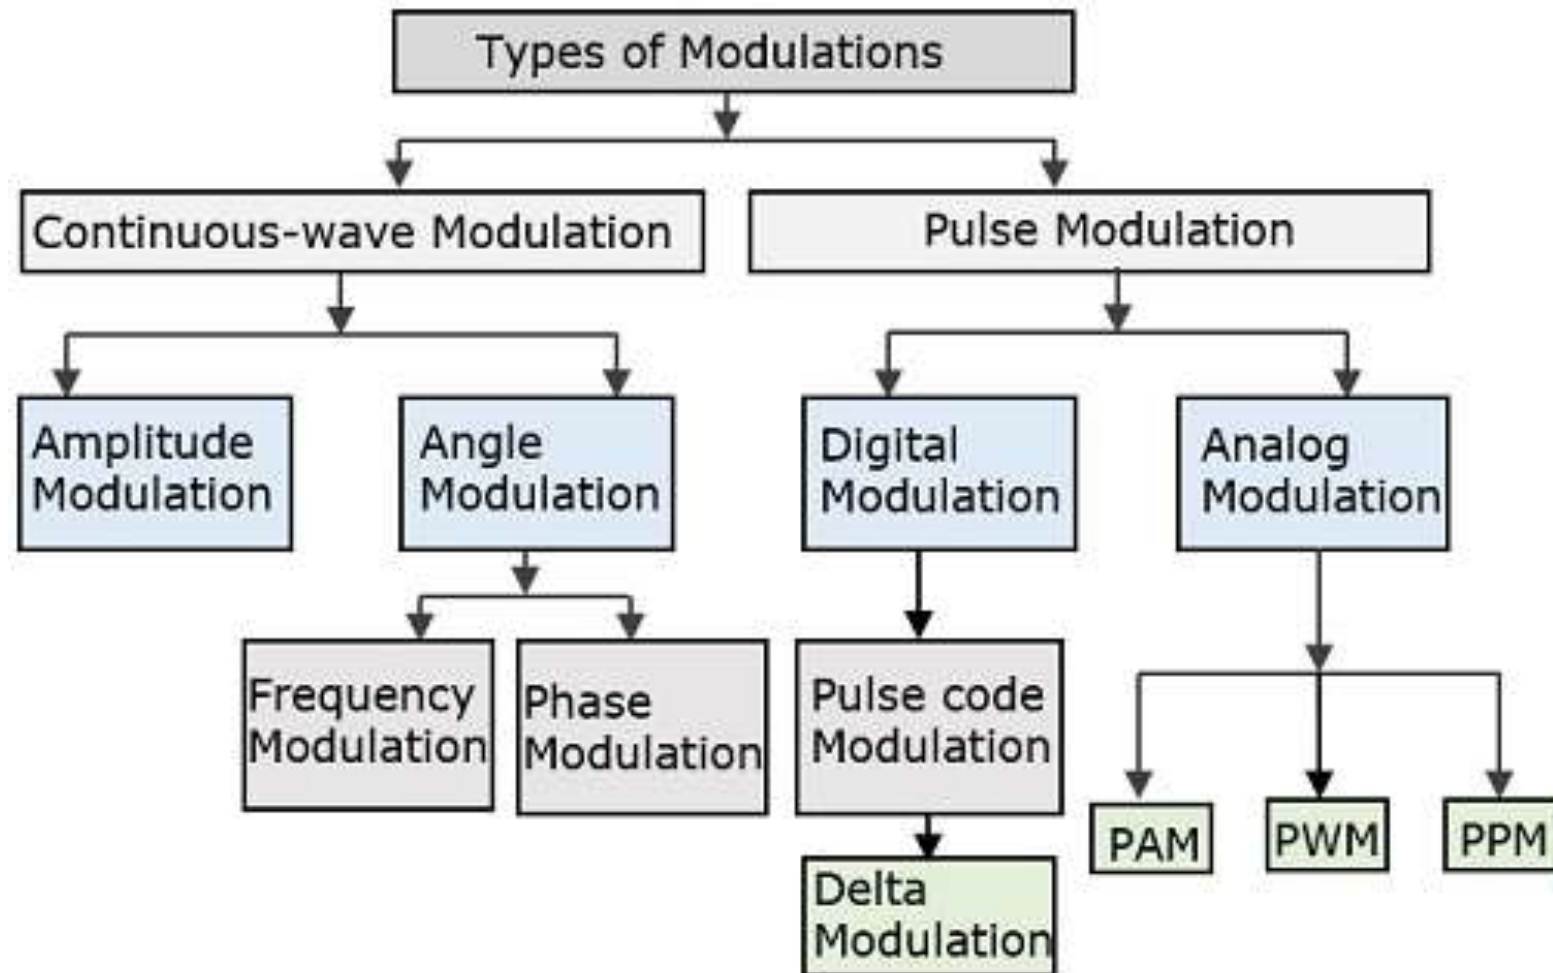 Types of Modulations
Continuous-wave Modulation
Pulse Modulation
Amplitude
Modulation
Angle
Modulation
Digital
Modulation
Analog
Modulation
Frequency
Modulation
Phase
Modulation
Pulse code
Modulation
PAM
PWM
PPM
Delta
Modulation